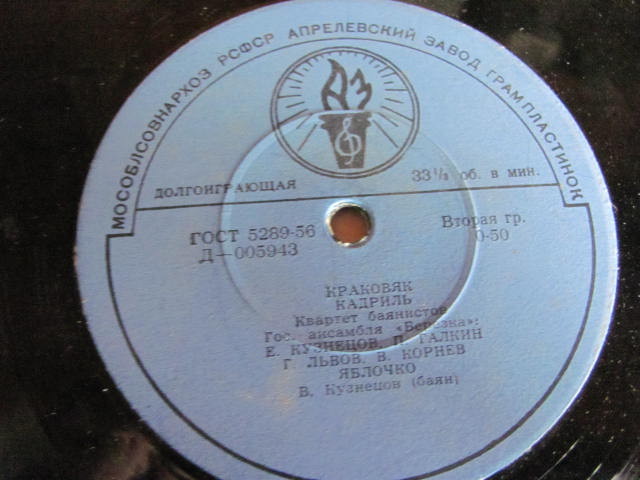 МОСОБЛСОВНАРХОЗ РСФСР АПРЕЛЕВСКИЙ ЗАВОД ГРАМПЛАСТИНОК
АЗ
ДОЛГОИГРАЮЩАЯ
33⅓ об. в мин.
ГОСТ 5289-56
Д—005943
Вторая гр.
0-50
КРАКОВЯК
КАДРИЛЬ
Квартет баянистов
Гос. ансамбля «Березка»:
Е. КУЗНЕЦОВ, П. ГАЛКИН
Г. ЛЬВОВ, В. КОРНЕВ
ЯБЛОЧКО
В. Кузнецов (баян)